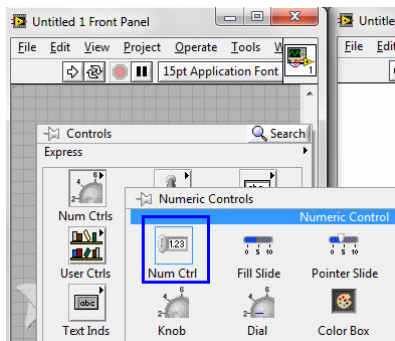 Untitled 1 Front Panel
Untitle
File Edit View Project Operate Tools W
File Edi
15pt Application Font
1
Controls
Search
Express
Numeric Controls
Numeric Control
Num Ctrls
1.23
0 5 10
0 5 10
Num Ctrl
Fill Slide
Pointer Slide
User Ctrls
abc
Text Inds
Knob
Dial
Color Box